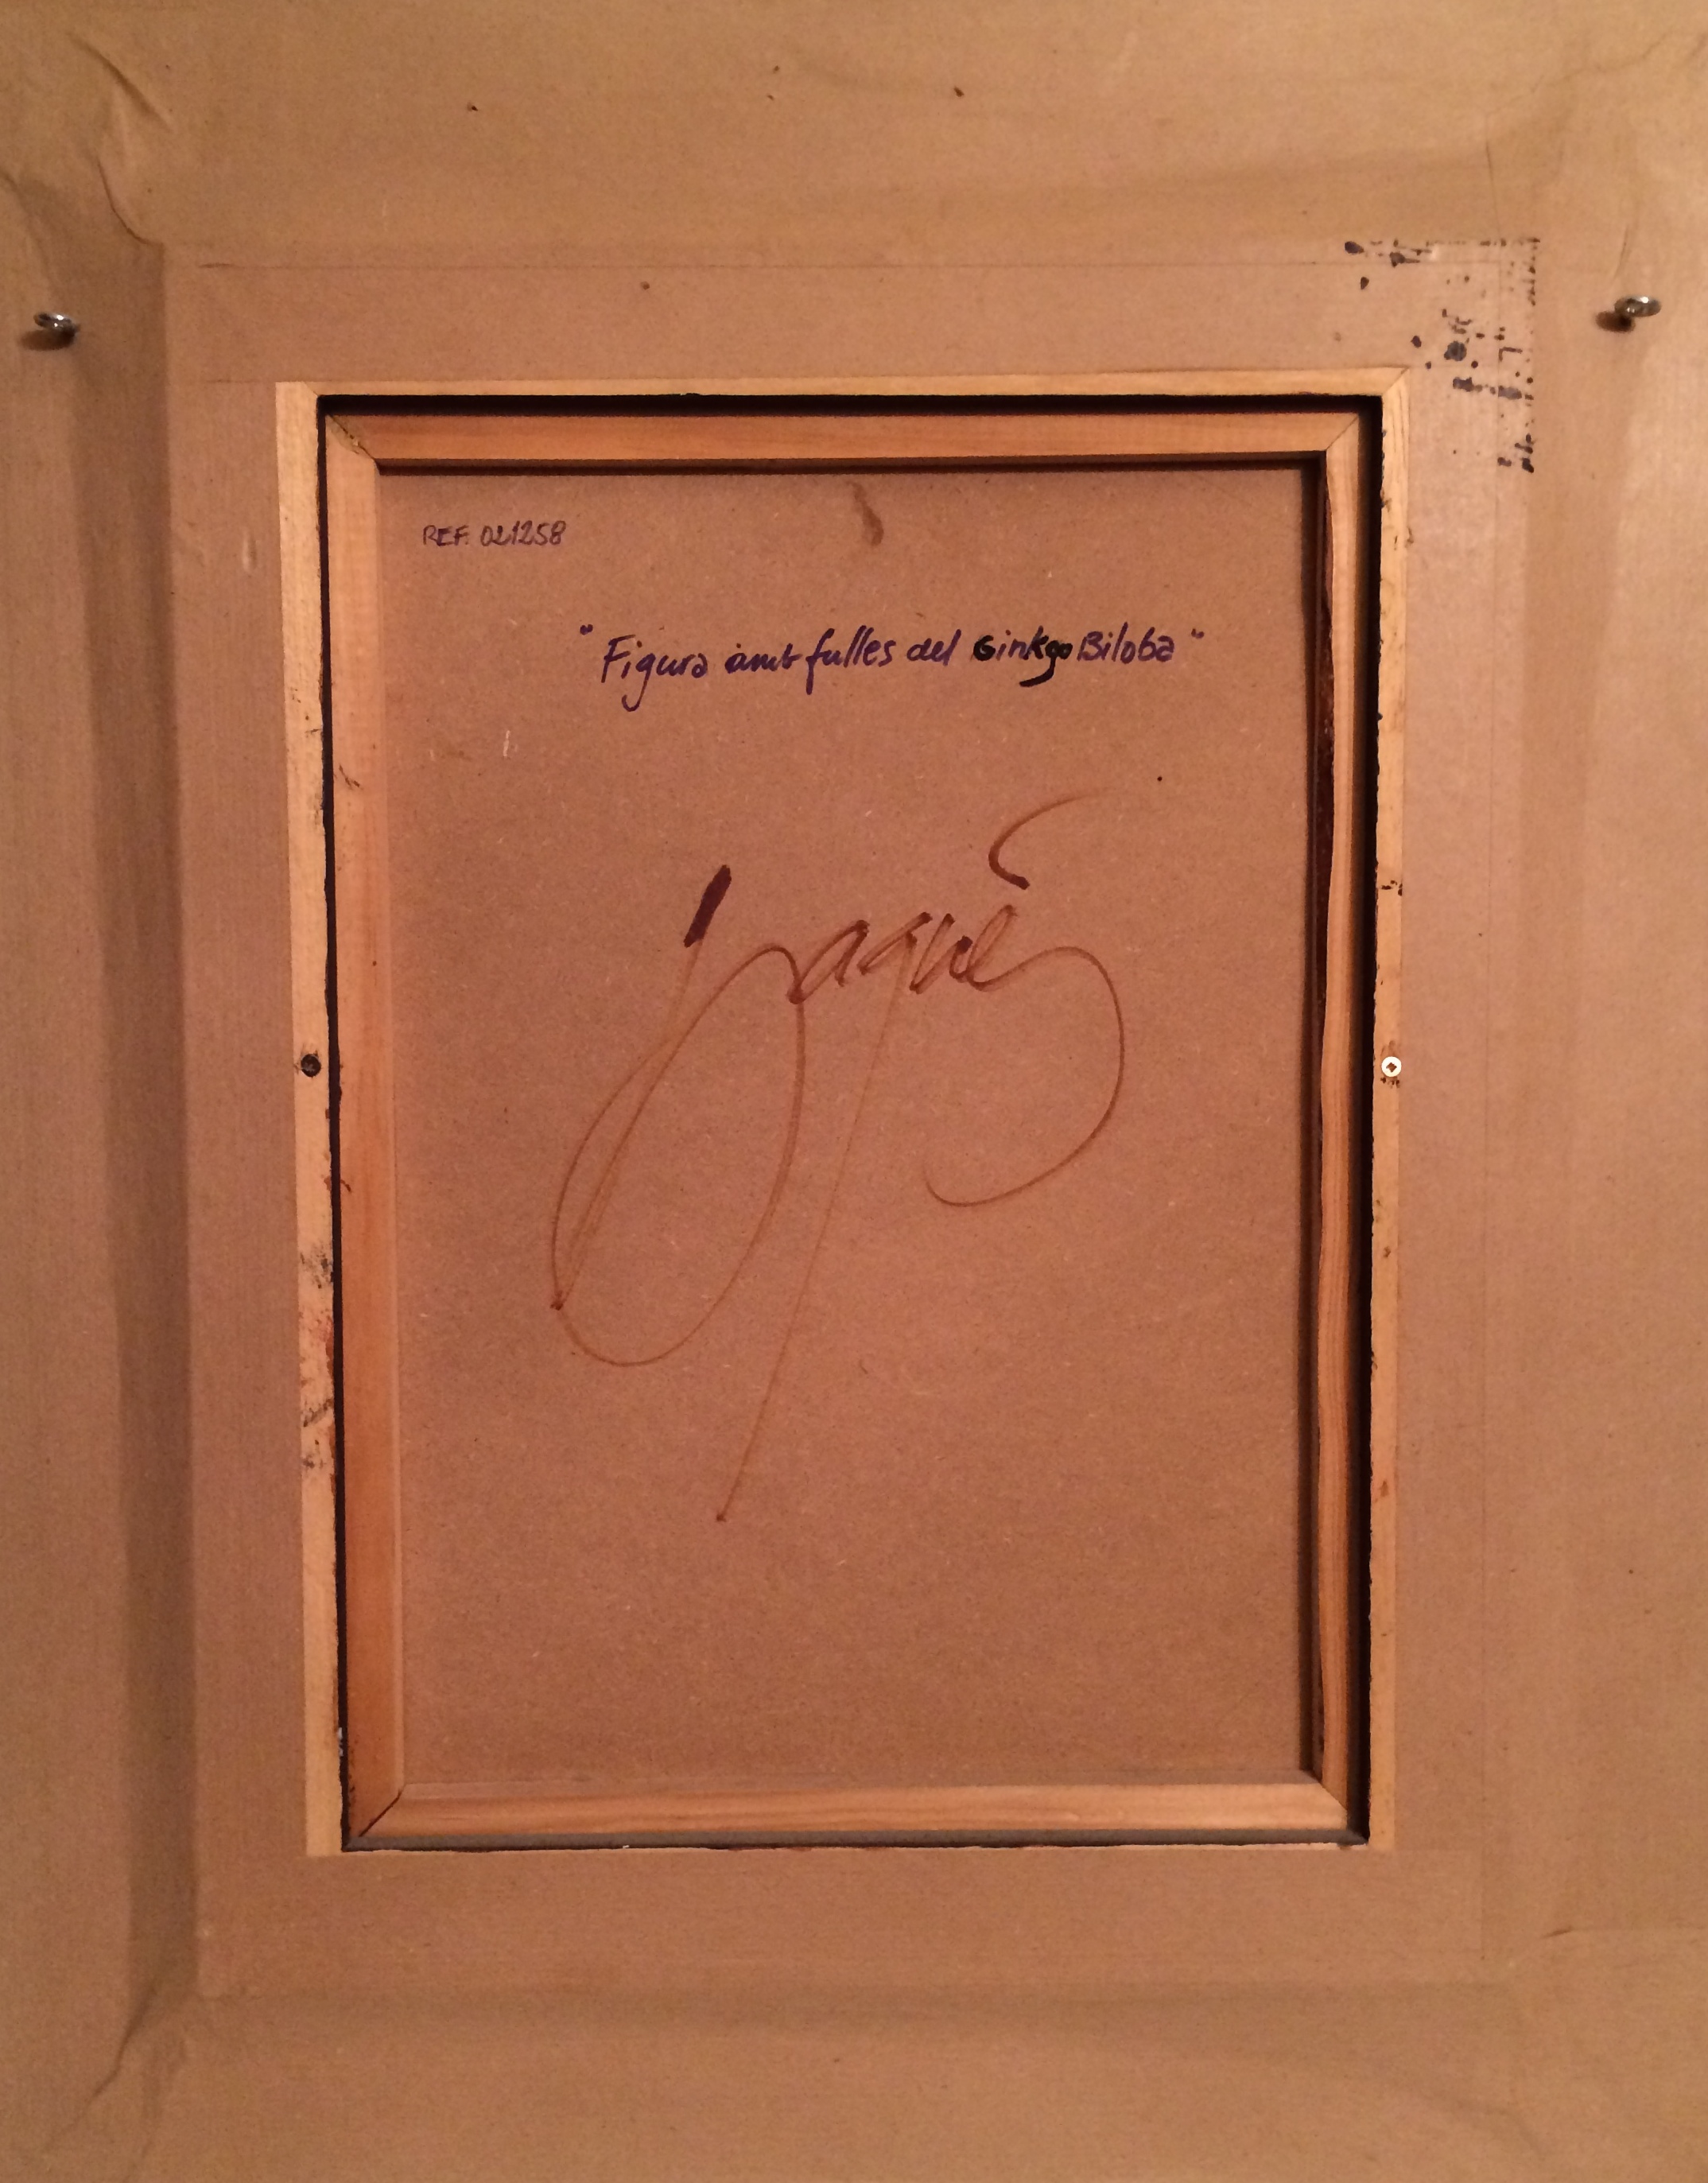 REF. 021258
"Figura amb fulles del Ginkgo Biloba"